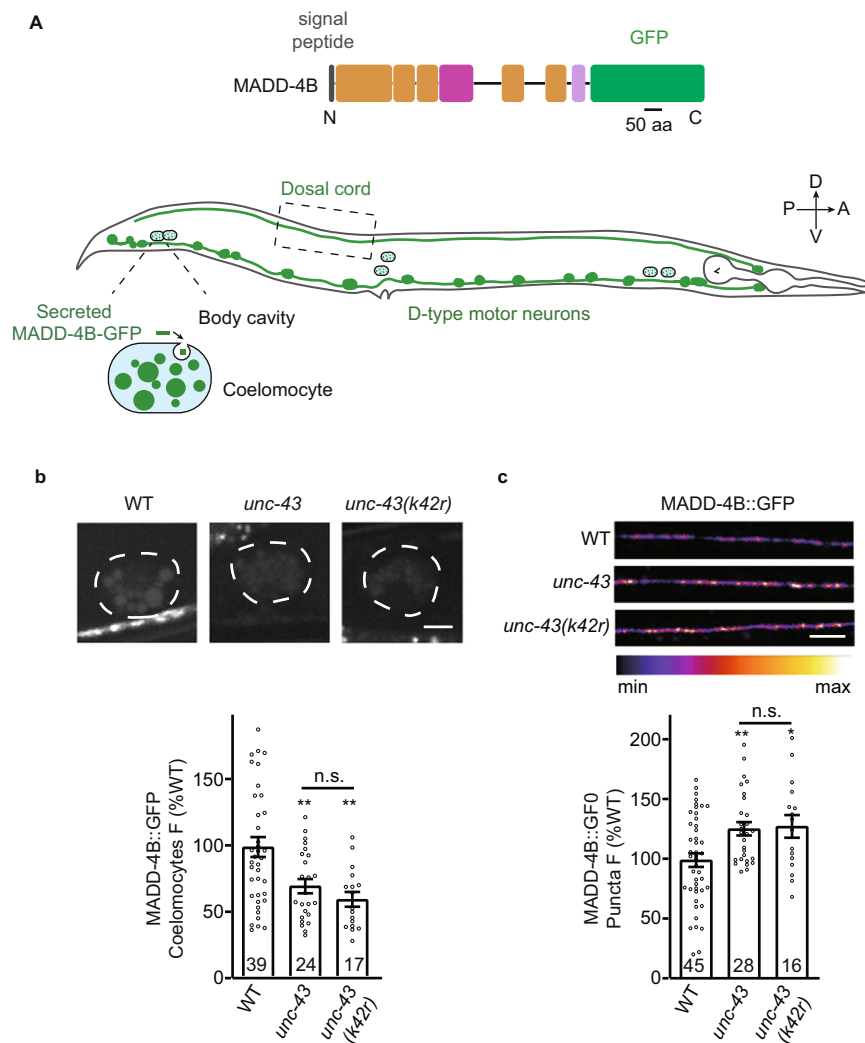 A
signal
peptide
GFP
MADD-4B
N
50 aa
C
Dosal cord
D
P
A
V
Secreted
MADD-4B-GFP
Body cavity
D-type motor neurons
Coelomocyte
b
WT
unc-43
unc-43(k42r)
MADD-4B::GFP
Coelomocytes F (%WT)
150
100
50
0
n.s.
**
**
39
24
17
WT
unc-43
unc-43
(k42r)
c
MADD-4B::GFP
WT
unc-43
unc-43(k42r)
min
max
MADD-4B::GF0
Puncta F (%WT)
200
150
100
50
0
n.s.
**
*
45
28
16
WT
unc-43
unc-43
(k42r)